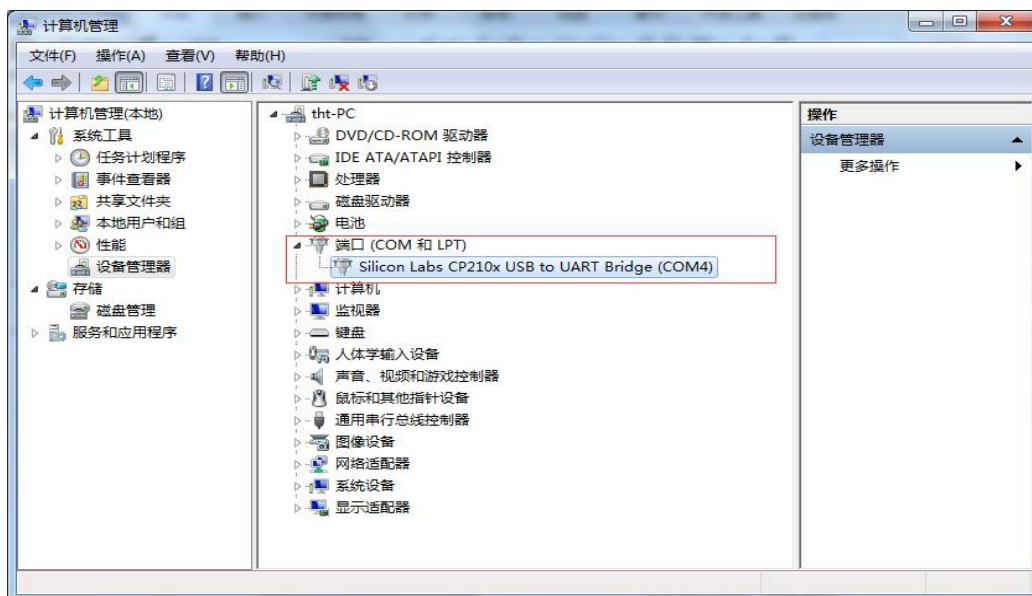 计算机管理
文件(F) 操作(A) 查看(V) 帮助(H)
计算机管理(本地)
系统工具
任务计划程序
事件查看器
共享文件夹
本地用户和组
性能
设备管理器
存储
磁盘管理
服务和应用程序
tht-PC
DVD/CD-ROM 驱动器
IDE ATA/ATAPI 控制器
处理器
磁盘驱动器
电池
端口 (COM 和 LPT)
Silicon Labs CP210x USB to UART Bridge (COM4)
计算机
监视器
键盘
人体学输入设备
声音、视频和游戏控制器
鼠标和其他指针设备
通用串行总线控制器
图像设备
网络适配器
系统设备
显示适配器
操作
设备管理器
更多操作